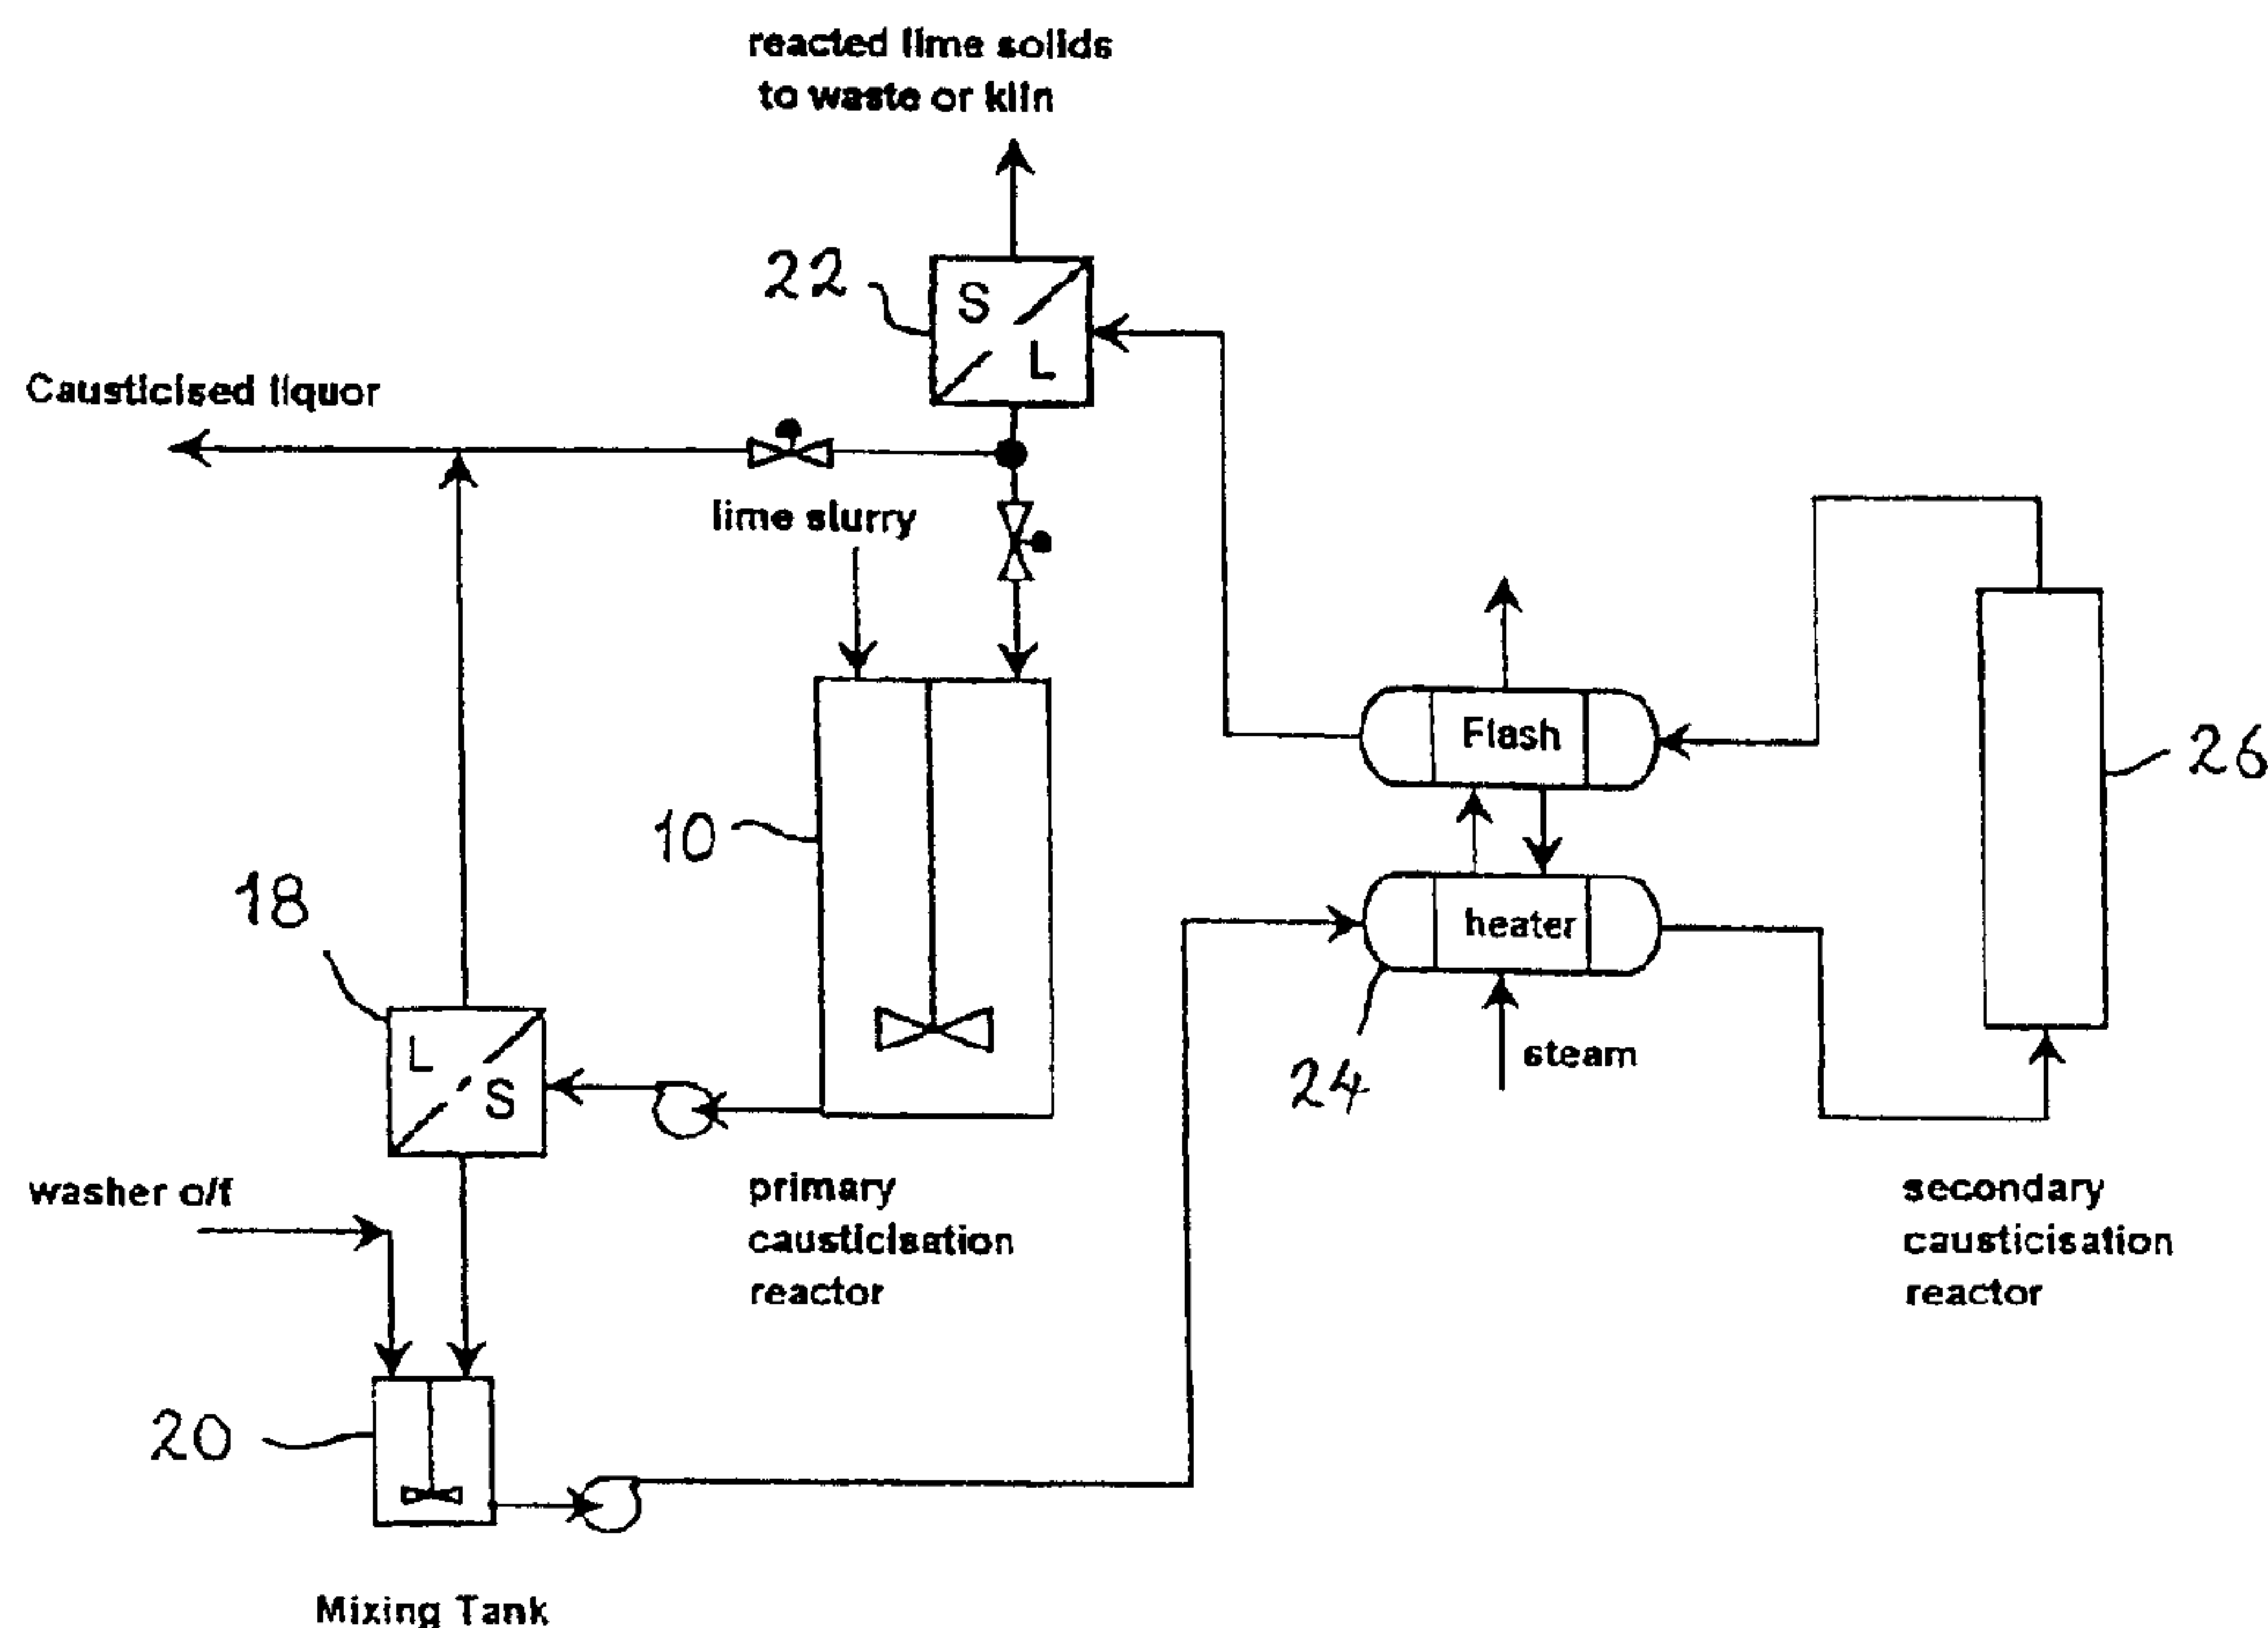 reacted lime solids
to waste or kiln
22
S
L
Causticised liquor
lime slurry
Flash
26
10
heater
18
L
S
24
steam
washer o/f
primary
causticisation
reactor
secondary
causticisation
reactor
20
Mixing Tank